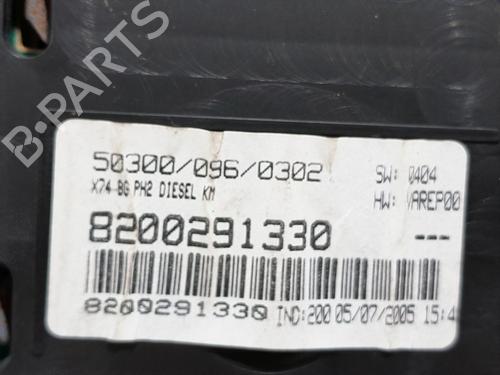 B-PARTS
50300/096/0302
SW: 0404
X74-BG PH2 DIESEL KM
HW: VAREP00
8200291330 ---
8200291330 IND:200 05/07/2005 15:4